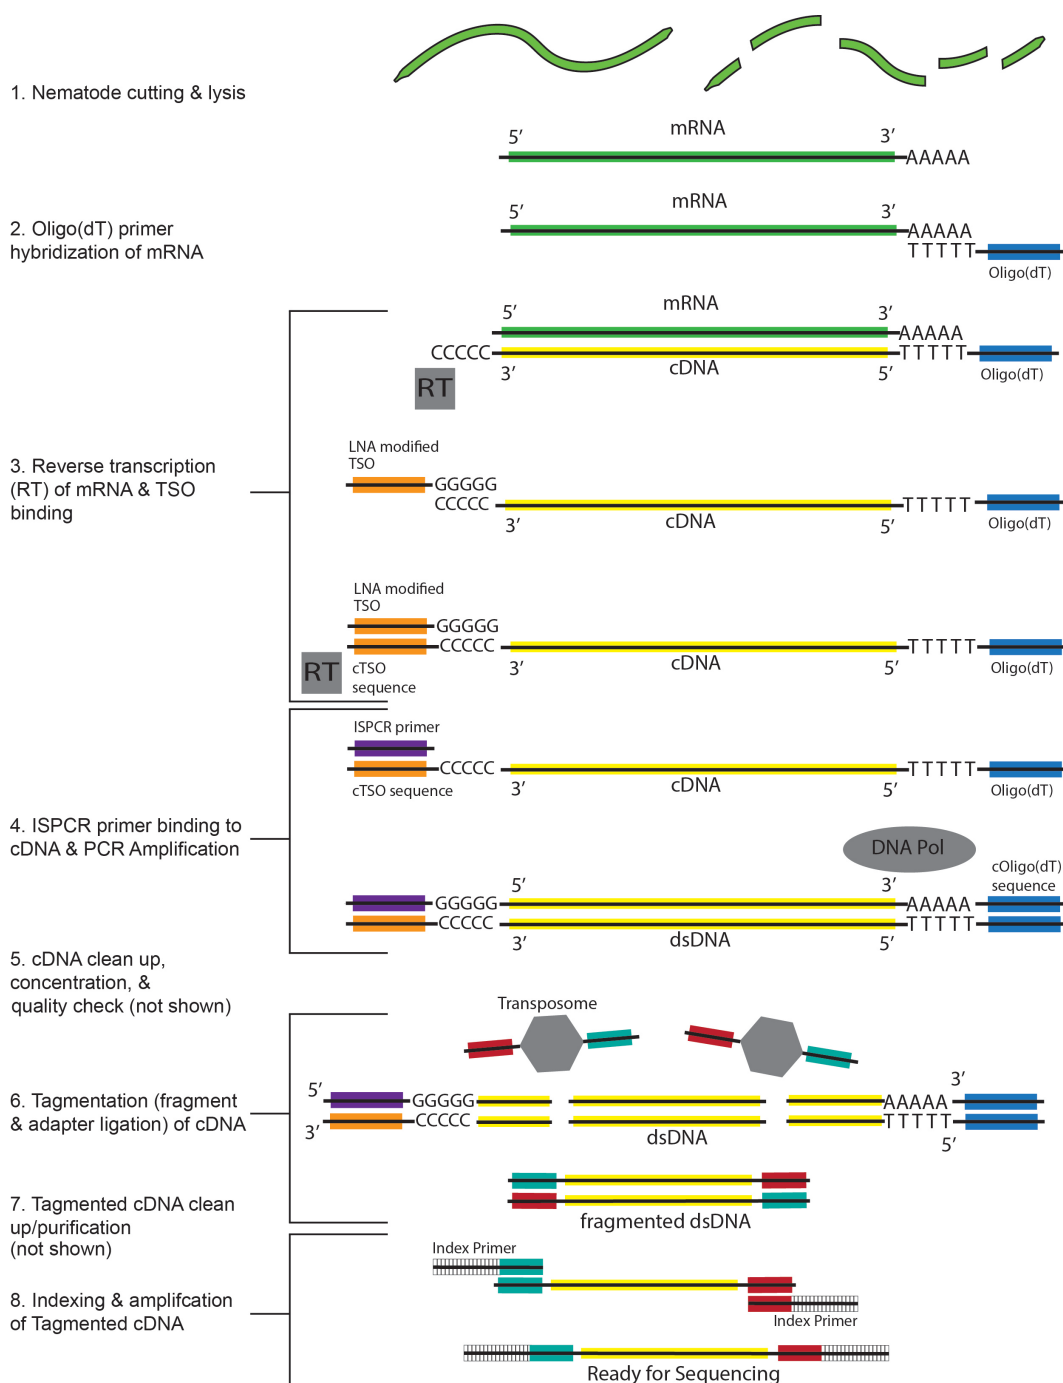 1. Nematode cutting & lysis
5′
mRNA
3′
AAAAA
2. Oligo(dT) primer
hybridization of mRNA
5′
mRNA
3′
AAAAA
TTTTT
Oligo(dT)
3. Reverse transcription
(RT) of mRNA & TSO
binding
5′
mRNA
3′
AAAAA
CCCCC
TTTTT
3′
cDNA
5′
Oligo(dT)
RT
LNA modified
TSO
GGGGG
CCCCC
TTTTT
3′
cDNA
5′
Oligo(dT)
LNA modified
TSO
GGGGG
CCCCC
TTTTT
RT
cTSO
sequence
3′
cDNA
5′
Oligo(dT)
4. ISPCR primer binding to
cDNA & PCR Amplification
ISPCR primer
CCCCC
TTTTT
cTSO sequence
3′
cDNA
5′
Oligo(dT)
DNA Pol
cOligo(dT)
sequence
5′
3′
GGGGG
AAAAA
CCCCC
TTTTT
3′
dsDNA
5′
5. cDNA clean up,
concentration, &
quality check (not shown)
Transposome
6. Tagmentation (fragment
& adapter ligation) of cDNA
5′
3′
GGGGG
AAAAA
CCCCC
TTTTT
3′
dsDNA
5′
7. Tagmented cDNA clean
up/purification
(not shown)
fragmented dsDNA
8. Indexing & amplifcation
of Tagmented cDNA
Index Primer
Index Primer
Ready for Sequencing